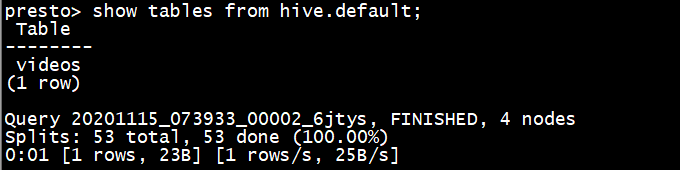 presto> show tables from hive.default;
Table
--------
videos
(1 row)
Query 20201115_073933_00002_6jtys, FINISHED, 4 nodes
Splits: 53 total, 53 done (100.00%)
0:01 [1 rows, 23B] [1 rows/s, 25B/s]